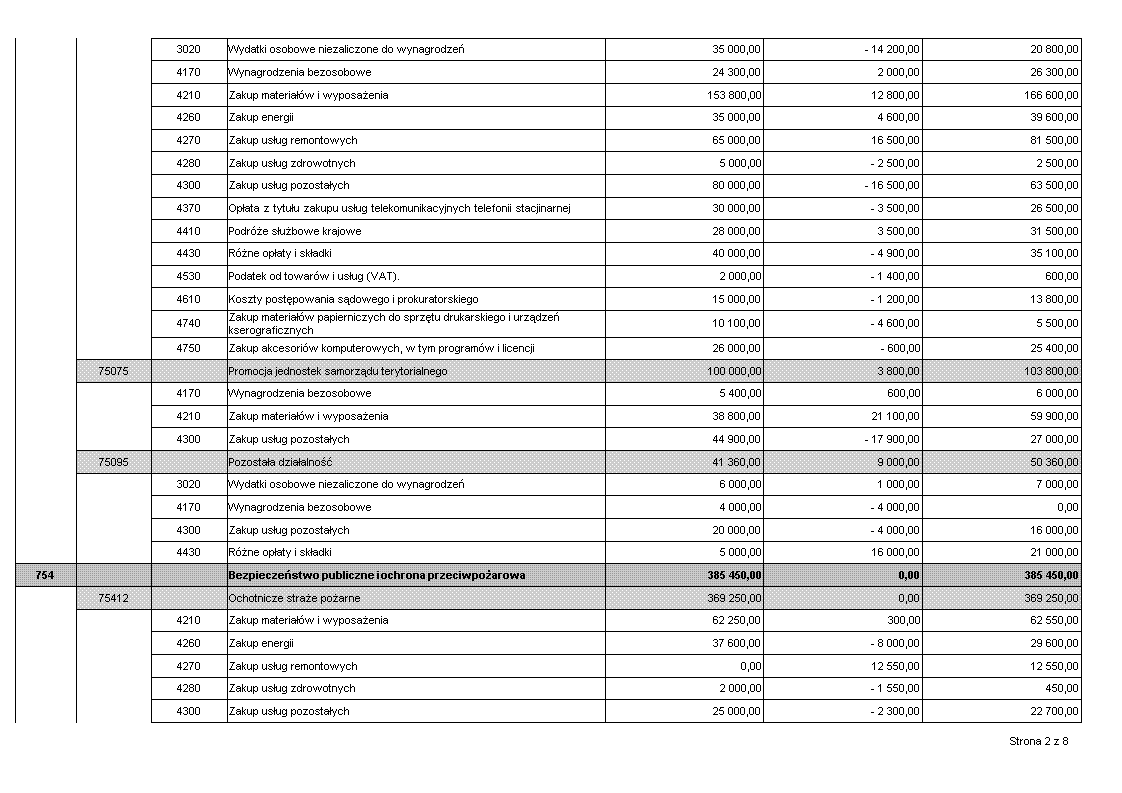 3020 Wydatki osobowe niezaliczone do wynagrodzeń 35 000,00 - 14 200,00 20 800,00
4170 Wynagrodzenia bezosobowe 24 300,00 2 000,00 26 300,00
4210 Zakup materiałów i wyposażenia 153 800,00 12 800,00 166 600,00
4260 Zakup energii 35 000,00 4 600,00 39 600,00
4270 Zakup usług remontowych 65 000,00 16 500,00 81 500,00
4280 Zakup usług zdrowotnych 5 000,00 - 2 500,00 2 500,00
4300 Zakup usług pozostałych 80 000,00 - 16 500,00 63 500,00
4370 Opłata z tytułu zakupu usług telekomunikacyjnych telefonii stacjinarnej 30 000,00 - 3 500,00 26 500,00
4410 Podróże służbowe krajowe 28 000,00 3 500,00 31 500,00
4430 Różne opłaty i składki 40 000,00 - 4 900,00 35 100,00
4530 Podatek od towarów i usług (VAT). 2 000,00 - 1 400,00 600,00
4610 Koszty postępowania sądowego i prokuratorskiego 15 000,00 - 1 200,00 13 800,00
4740 Zakup materiałów papierniczych do sprzętu drukarskiego i urządzeń
kserograficznych 10 100,00 - 4 600,00 5 500,00
4750 Zakup akcesoriów komputerowych, w tym programów i licencji 26 000,00 - 600,00 25 400,00
75075 Promocja jednostek samorządu terytorialnego 100 000,00 3 800,00 103 800,00
4170 Wynagrodzenia bezosobowe 5 400,00 600,00 6 000,00
4210 Zakup materiałów i wyposażenia 38 800,00 21 100,00 59 900,00
4300 Zakup usług pozostałych 44 900,00 - 17 900,00 27 000,00
75095 Pozostała działalność 41 360,00 9 000,00 50 360,00
3020 Wydatki osobowe niezaliczone do wynagrodzeń 6 000,00 1 000,00 7 000,00
4170 Wynagrodzenia bezosobowe 4 000,00 - 4 000,00 0,00
4300 Zakup usług pozostałych 20 000,00 - 4 000,00 16 000,00
4430 Różne opłaty i składki 5 000,00 16 000,00 21 000,00
754 Bezpieczeństwo publiczne i ochrona przeciwpożarowa 385 450,00 0,00 385 450,00
75412 Ochotnicze straże pożarne 369 250,00 0,00 369 250,00
4210 Zakup materiałów i wyposażenia 62 250,00 300,00 62 550,00
4260 Zakup energii 37 600,00 - 8 000,00 29 600,00
4270 Zakup usług remontowych 0,00 12 550,00 12 550,00
4280 Zakup usług zdrowotnych 2 000,00 - 1 550,00 450,00
4300 Zakup usług pozostałych 25 000,00 - 2 300,00 22 700,00
Strona 2 z 8